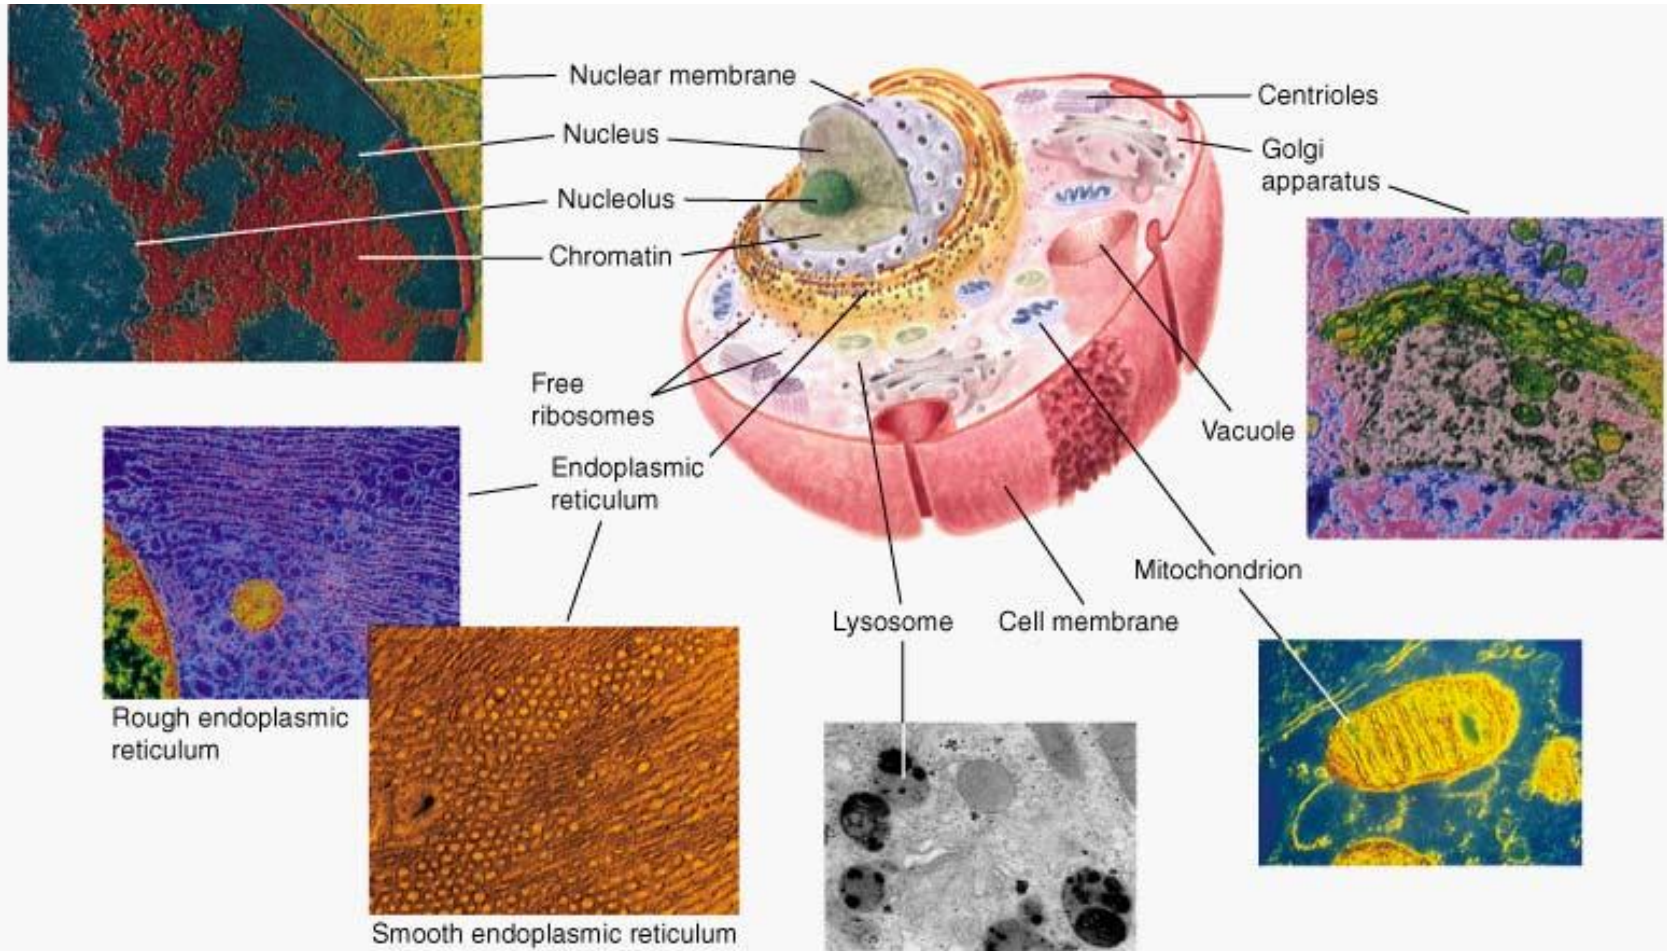 Nuclear membrane
Nucleus
Nucleolus
Chromatin
Free
ribosomes
Endoplasmic
reticulum
Rough endoplasmic
reticulum
Smooth endoplasmic reticulum
Lysosome
Cell membrane
Mitochondrion
Vacuole
Centrioles
Golgi
apparatus